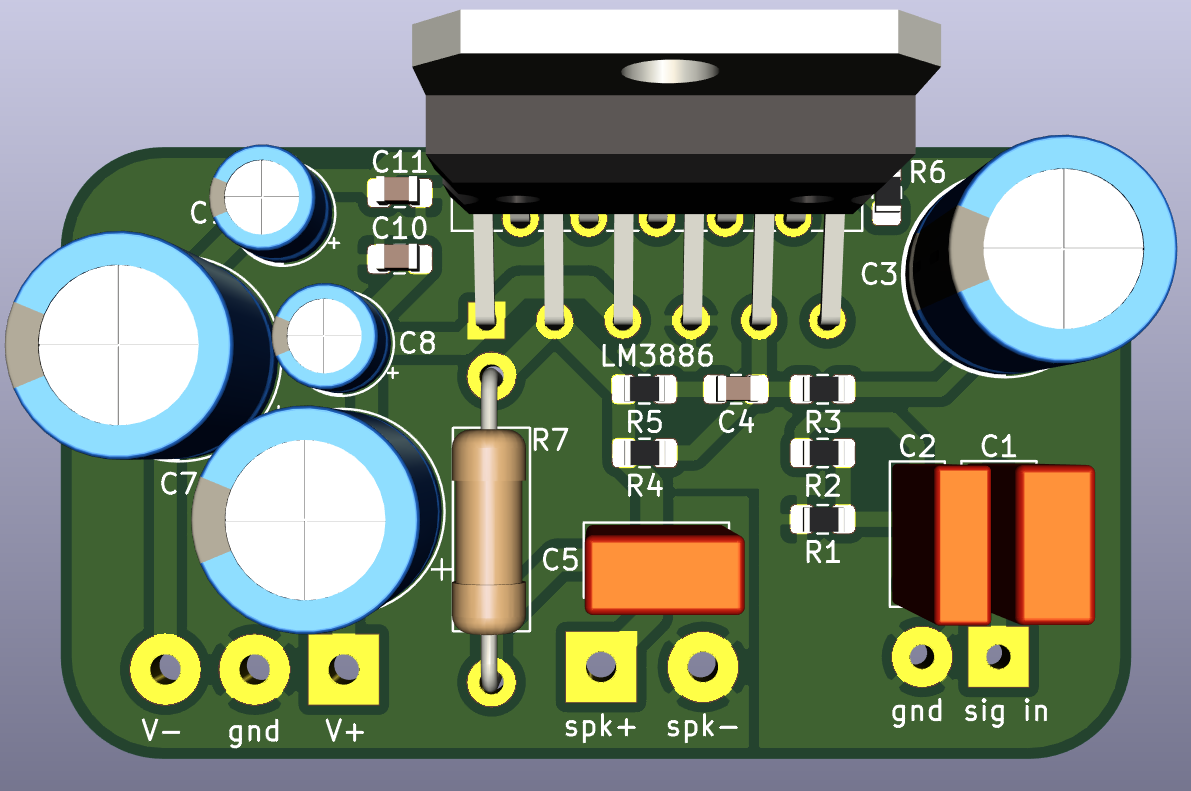 C11
R6
C10
C3
C8
LM3886
R5
C4
R3
R7
C2
C1
C7
R4
R2
C5
R1
+
+
+
V-
gnd
V+
spk+
spk-
gnd
sig in